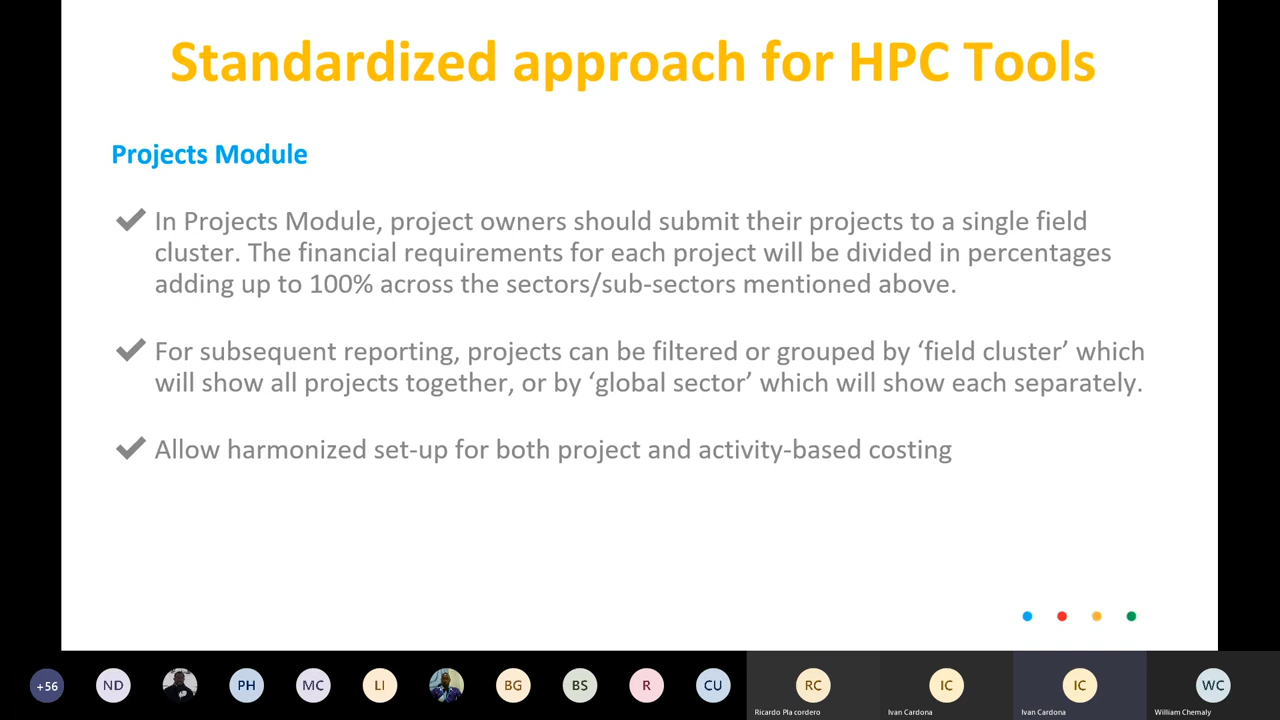 Standardized approach for HPC Tools
Projects Module
In Projects Module, project owners should submit their projects to a single field
cluster. The financial requirements for each project will be divided in percentages
adding up to 100% across the sectors/sub-sectors mentioned above.
For subsequent reporting, projects can be filtered or grouped by ‘field cluster’ which
will show all projects together, or by ‘global sector’ which will show each separately.
Allow harmonized set-up for both project and activity-based costing
+56 ND PH MC LI BG BS R CU RC IC IC WC
Ricardo Pla cordero Ivan Cardona Ivan Cardona William Chemaly